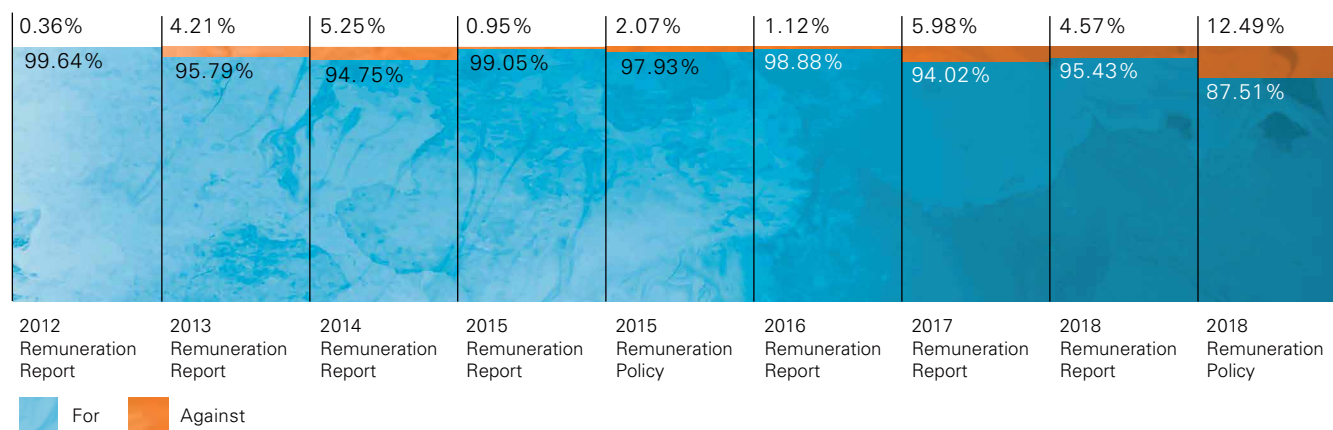 0.36% 4.21% 5.25% 0.95% 2.07% 1.12% 5.98% 4.57% 12.49%
99.64% 95.79% 94.75% 99.05% 97.93% 98.88% 94.02% 95.43% 87.51%
2012 2013 2014 2015 2015 2016 2017 2018 2018
Remuneration Remuneration Remuneration Remuneration Remuneration Remuneration Remuneration Remuneration Remuneration
Report Report Report Report Policy Report Report Report Policy
For Against